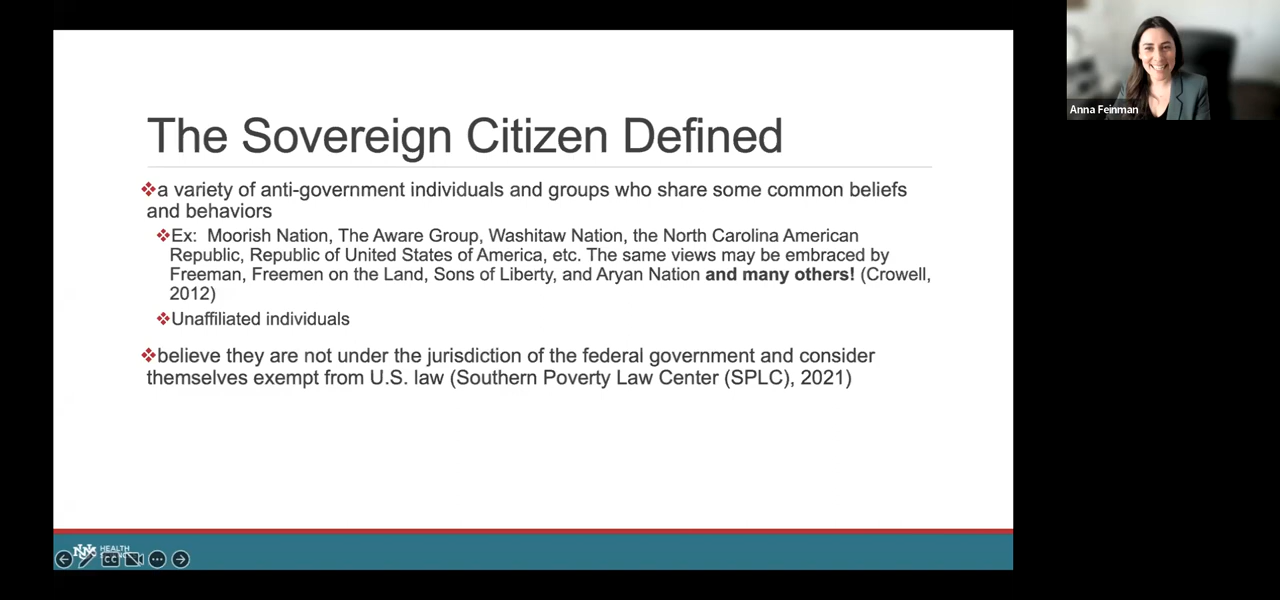 The Sovereign Citizen Defined
Anna Feinman
❖a variety of anti-government individuals and groups who share some common beliefs
and behaviors
❖Ex:  Moorish Nation, The Aware Group, Washitaw Nation, the North Carolina American
Republic, Republic of United States of America, etc. The same views may be embraced by
Freeman, Freemen on the Land, Sons of Liberty, and Aryan Nation and many others! (Crowell,
2012)
❖Unaffiliated individuals
❖believe they are not under the jurisdiction of the federal government and consider
themselves exempt from U.S. law (Southern Poverty Law Center (SPLC), 2021)
HEALTH
CC